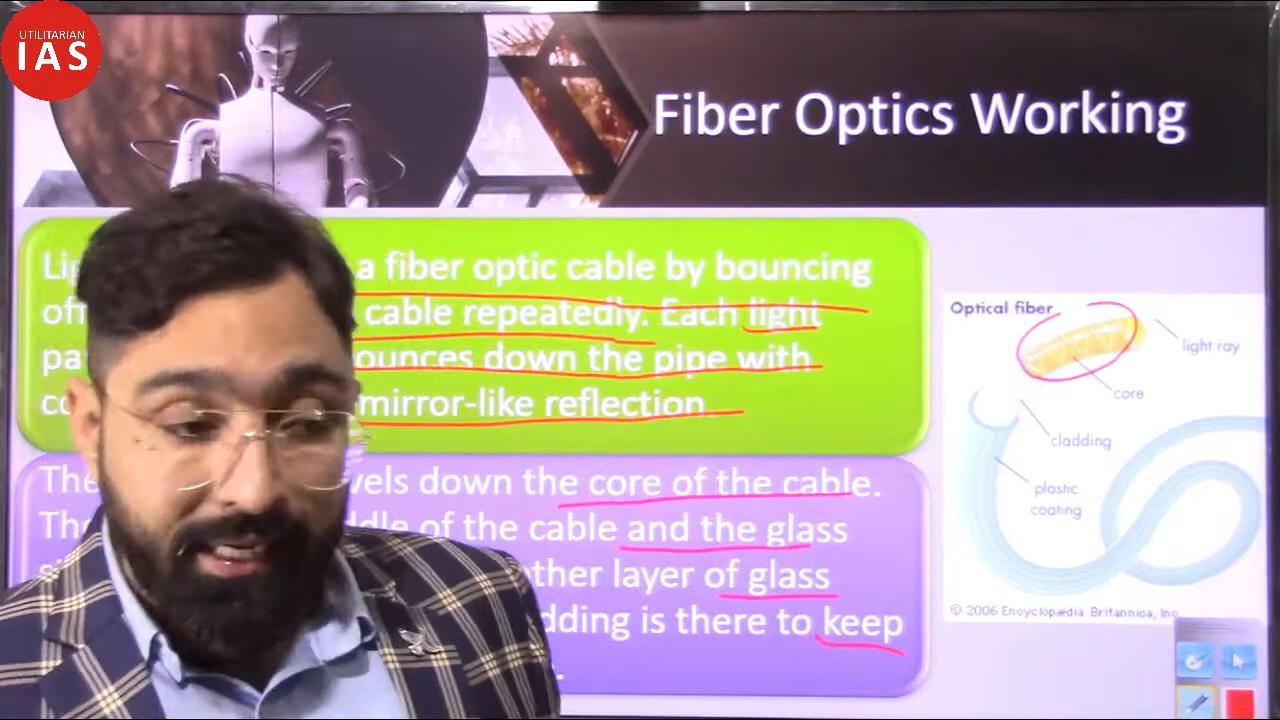 UTILITARIAN
IAS
Fiber Optics Working
a fiber optic cable by bouncing
cable repeatedly. Each light
ounces down the pipe with
mirror-like reflection.
The vels down the core of the cable.
ddle of the cable and the glass
ther layer of glass
dding is there to keep
.
Optical fiber
light ray
core
cladding
plastic
coating
© 2006 Encyclopædia Britannica, Inc